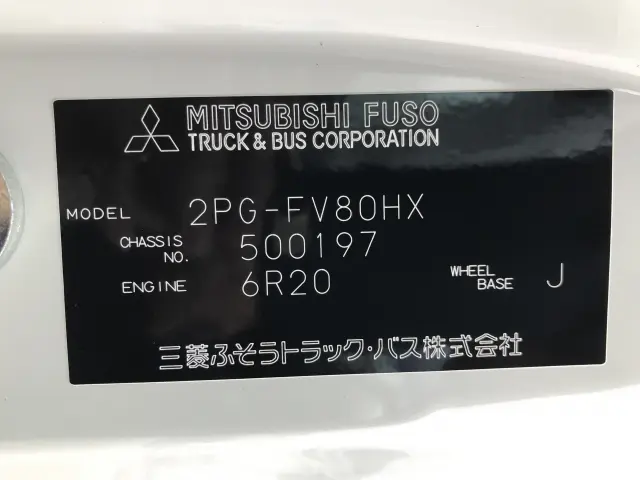 MITSUBISHI FUSO
TRUCK & BUS CORPORATION
MODEL 2PG-FV80HX
CHASSIS NO. 500197
ENGINE 6R20 WHEEL BASE J
三菱ふそうトラック・バス株式会社